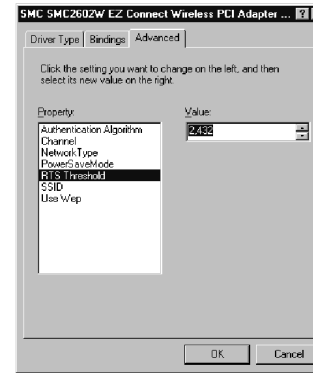 SMC SMC2602W EZ Connect Wireless PCI Adapter ... ?
Driver Type Bindings Advanced
Click the setting you want to change on the left, and then
select its new value on the right.
Property: Value:
Authentication Algorithm 2,432
Channel
NetworkType
PowerSaveMode
RTS Threshold
SSID
Use Wep
OK Cancel